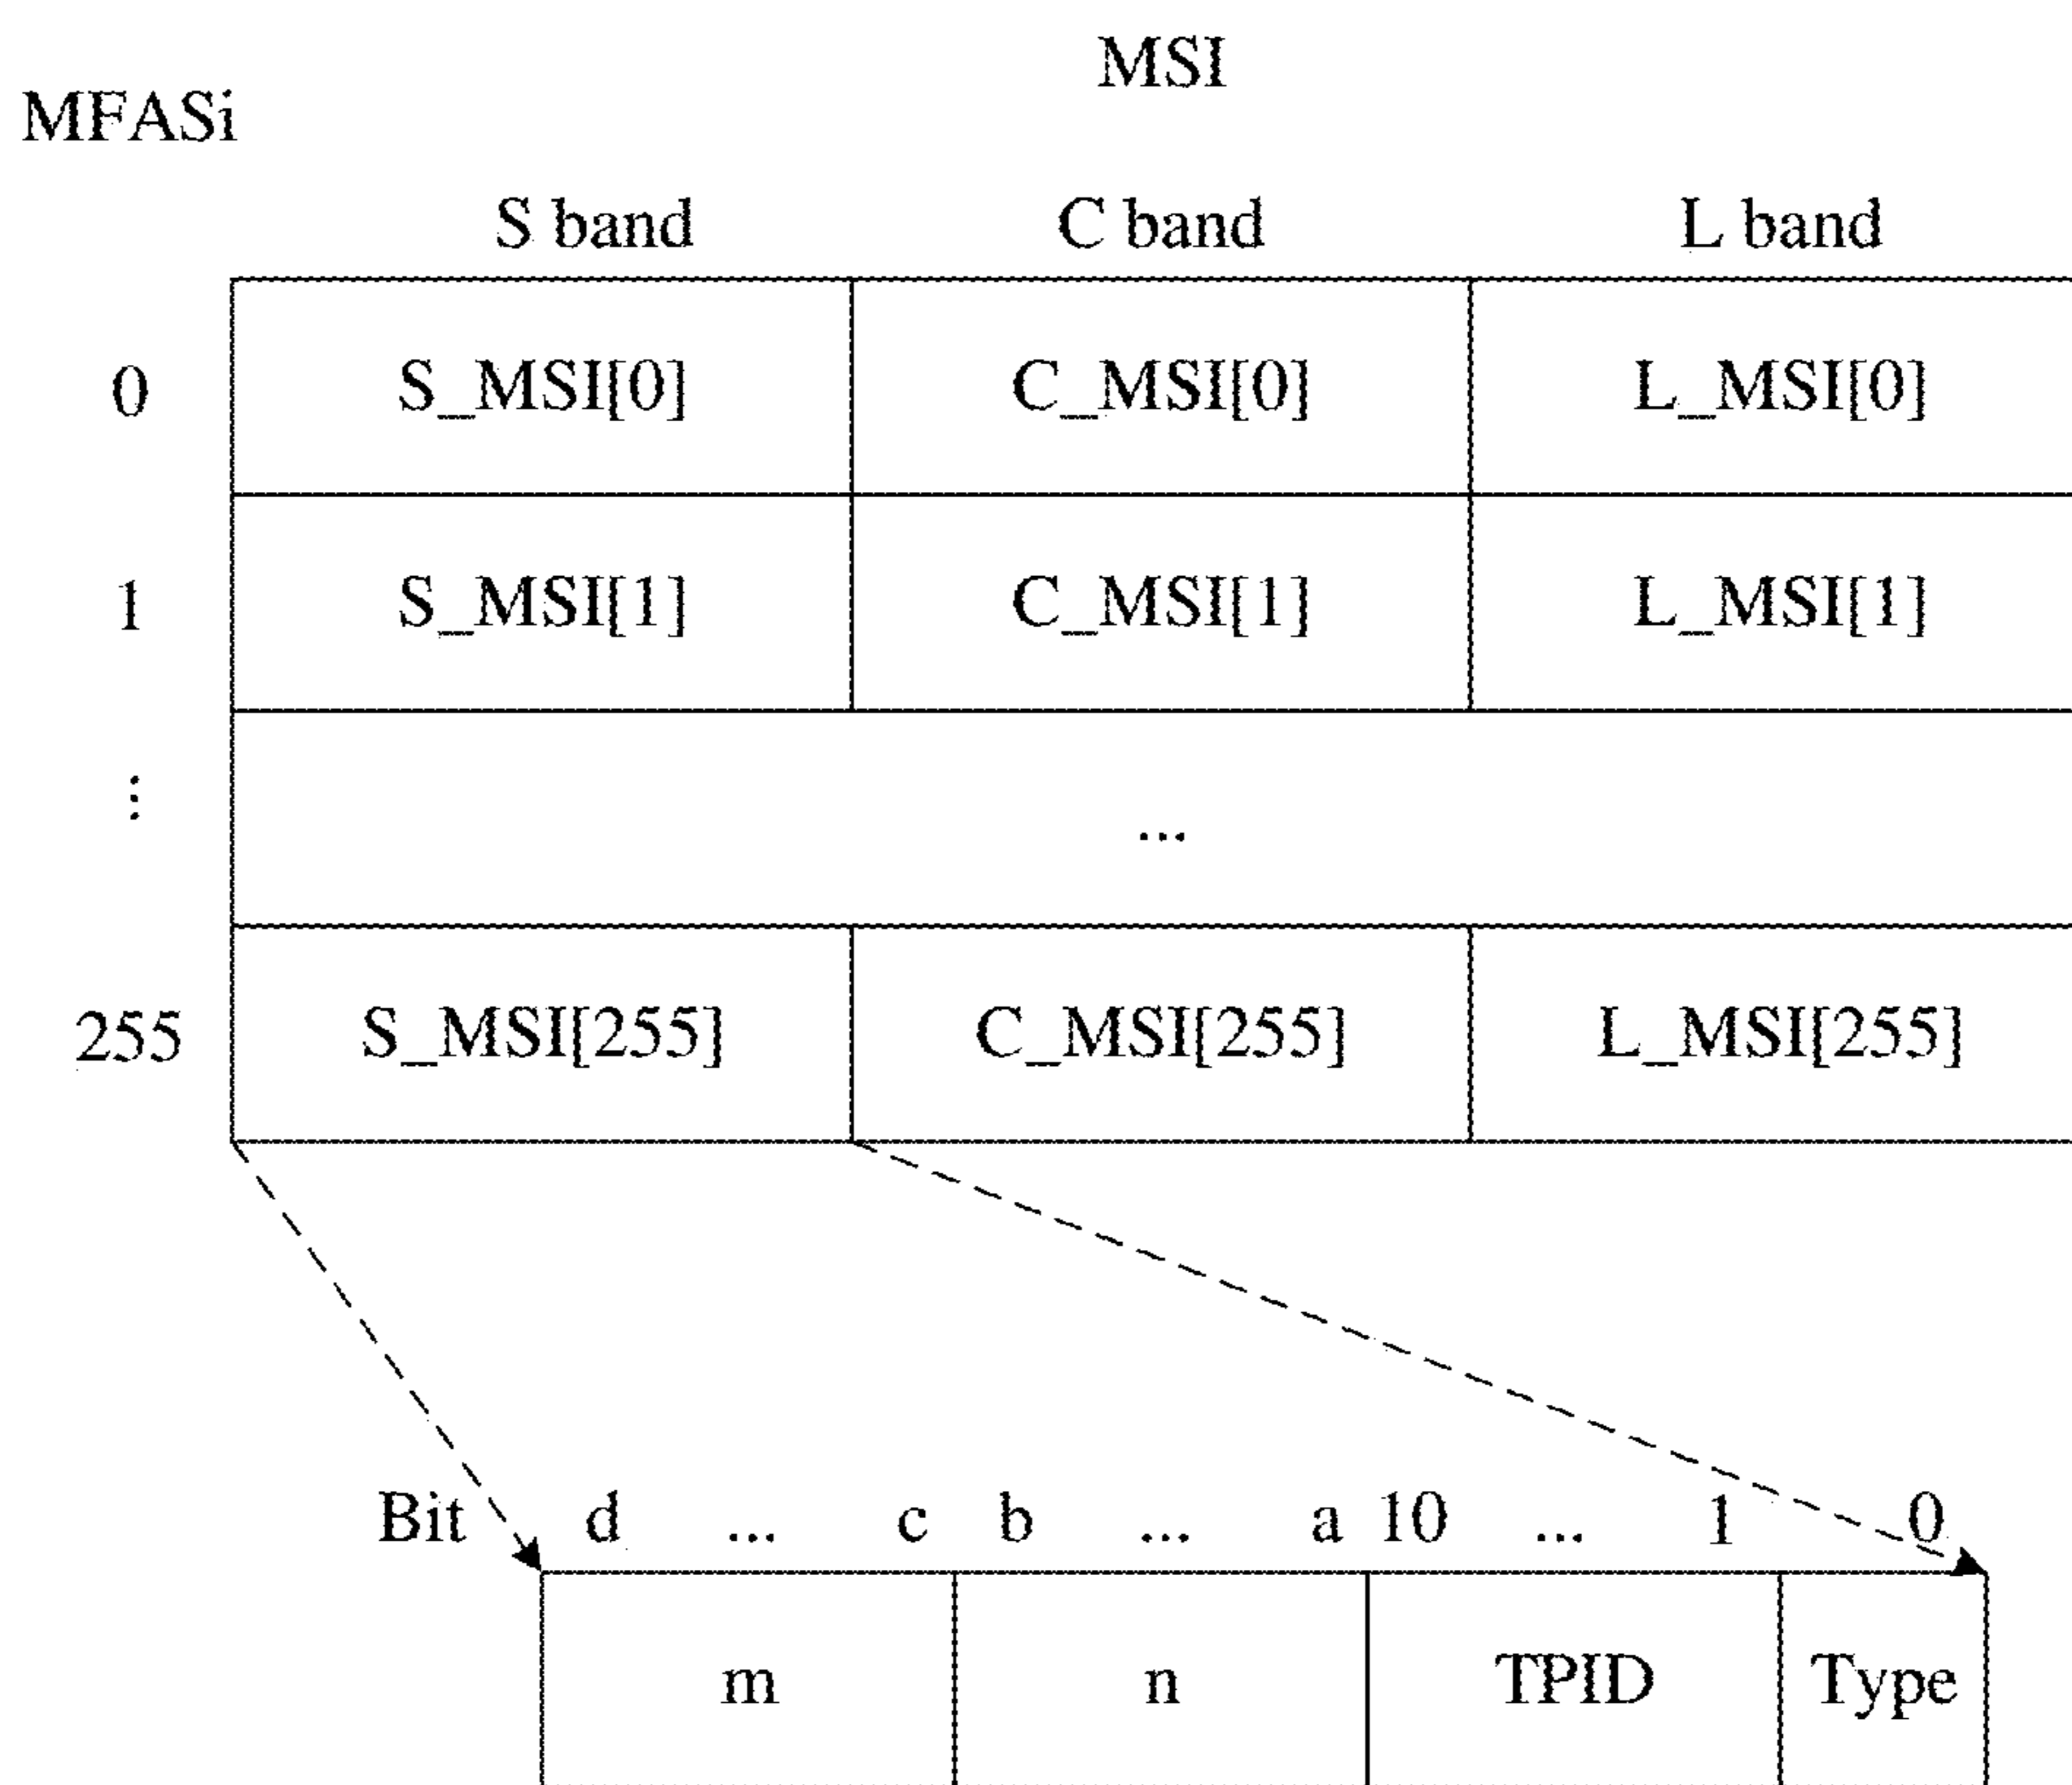 MSI
MFASi
S band C band L band
0 S_MSI[0] C_MSI[0] L_MSI[0]
1 S_MSI[1] C_MSI[1] L_MSI[1]
⋮
...
255 S_MSI[255] C_MSI[255] L_MSI[255]
Bit d ... c b ... a 10 ... 1 0
m n TPID Type